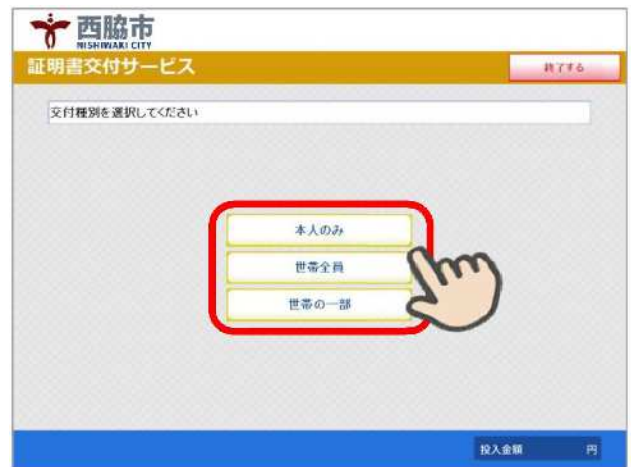 西脇市
NISHIWAKI CITY
証明書交付サービス
終了する
交付種別を選択してください
本人のみ
世帯全員
世帯の一部
投入金額 円